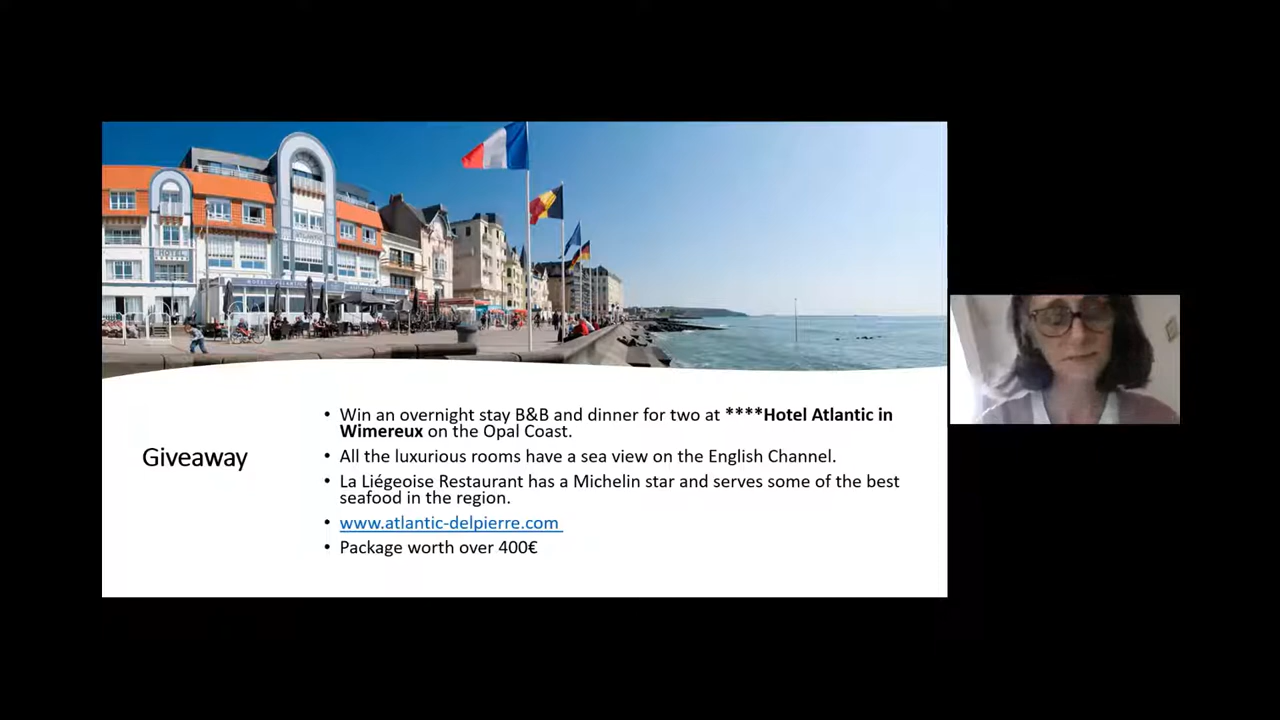 HOTEL
Giveaway
• Win an overnight stay B&B and dinner for two at ****Hotel Atlantic in
Wimereux on the Opal Coast.
• All the luxurious rooms have a sea view on the English Channel.
• La Liégeoise Restaurant has a Michelin star and serves some of the best
seafood in the region.
• www.atlantic-delpierre.com
• Package worth over 400€